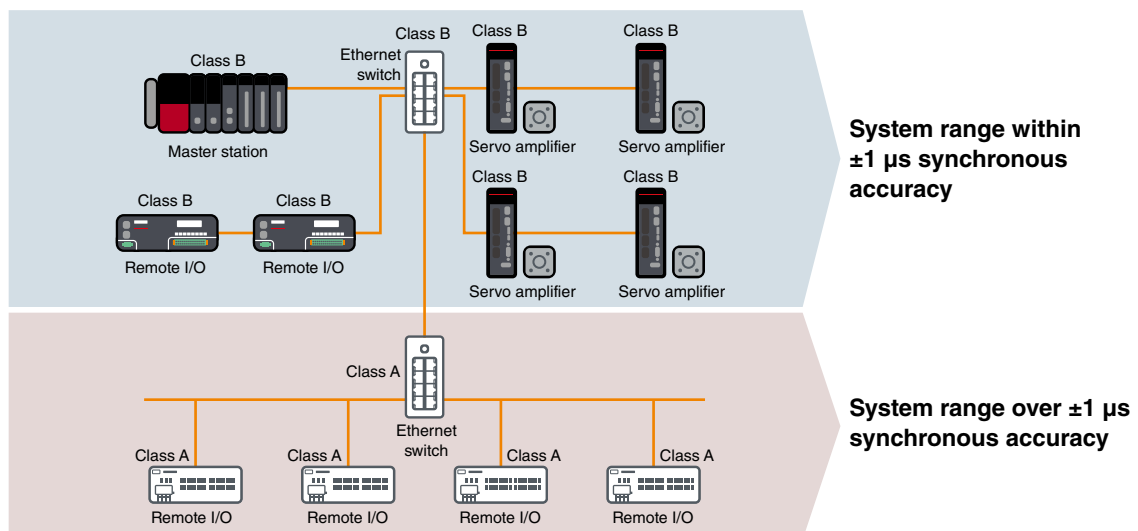 Class B
Class B
Class B
Class B
Ethernet
switch
Master station
Servo amplifier
Servo amplifier
Class B
Class B
Class B
Class B
Remote I/O
Remote I/O
Servo amplifier
Servo amplifier
System range within
±1 µs synchronous
accuracy
Class A
Ethernet
switch
Class A
Class A
Class A
Class A
Remote I/O
Remote I/O
Remote I/O
Remote I/O
System range over ±1 µs
synchronous accuracy